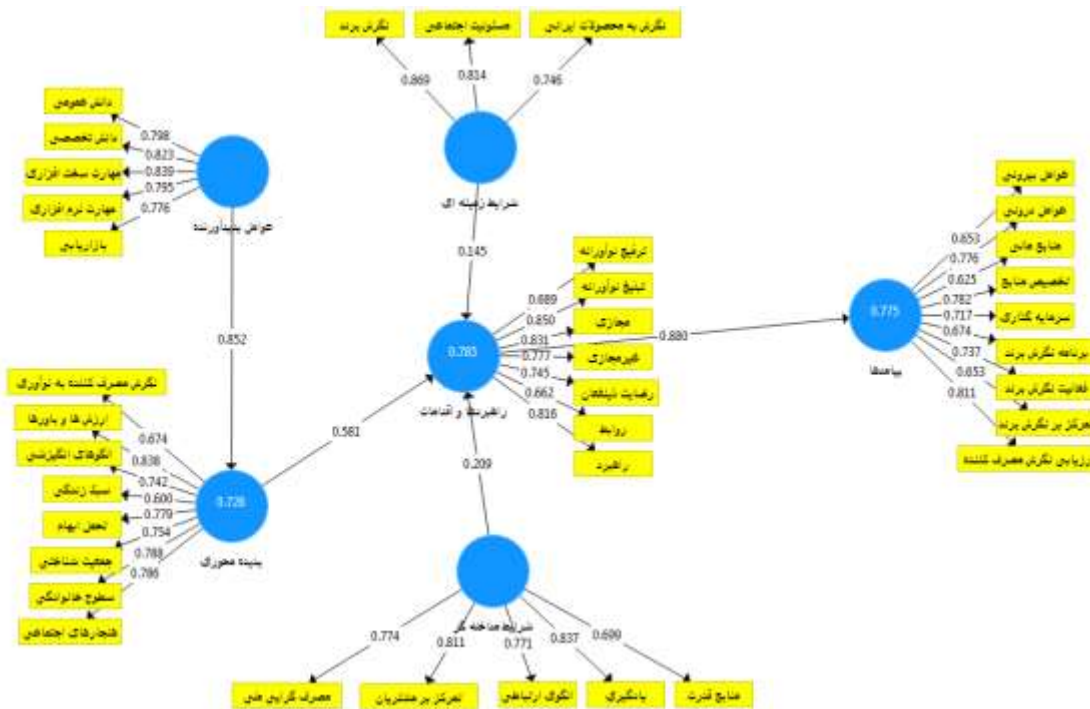 نگرش برند
مسئولیت اجتماعی
نگرش به محصولات ایرانی
0.869
0.814
0.746
شرایط زمینه ای
0.145
دانش عمومی
دانش تخصصی
مهارت سخت افزاری
مهارت نرم افزاری
بازاریابی
0.798
0.823
0.839
0.795
0.776
عوامل پدیدآورنده
0.852
نگرش مصرف کننده به نوآوری
ارزش ها و باورها
الگوهای انگیزشی
سبک زندگی
تحمل ابهام
جمعیت شناختی
سطوح خانوادگی
هنجارهای اجتماعی
0.674
0.838
0.742
0.600
0.779
0.754
0.788
0.786
0.726
پدیده محوری
0.581
ترفیع نوآورانه
تبلیغ نوآورانه
مجازی
غیرمجازی
رضایت ذینفعان
روابط
راهبرد
0.689
0.850
0.831
0.777
0.745
0.662
0.816
0.785
راهبردها و اقدامات
0.880
0.209
عوامل بیرونی
عوامل درونی
منابع مالی
تخصیص منابع
سرمایه گذاری
برنامه نگرش برند
فعالیت نگرش برند
تمرکز بر نگرش برند
ارزیابی نگرش مصرف کننده
0.653
0.776
0.625
0.782
0.717
0.674
0.737
0.653
0.811
0.775
پیامدها
شرایط مداخله گر
0.774
0.811
0.771
0.837
0.699
مصرف گرایی ملی
تمرکز بر مشتریان
الگوی ارتباطی
یادگیری
منابع قدرت